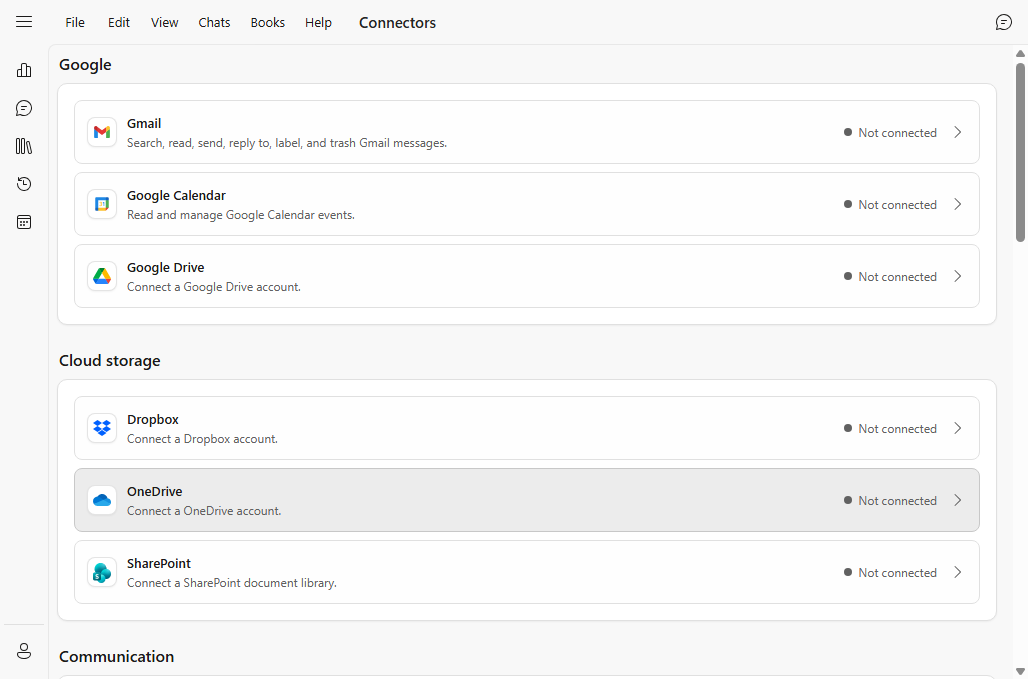 File Edit View Chats Books Help Connectors
Google
Gmail
Search, read, send, reply to, label, and trash Gmail messages.
Not connected
Google Calendar
Read and manage Google Calendar events.
Not connected
Google Drive
Connect a Google Drive account.
Not connected
Cloud storage
Dropbox
Connect a Dropbox account.
Not connected
OneDrive
Connect a OneDrive account.
Not connected
SharePoint
Connect a SharePoint document library.
Not connected
Communication